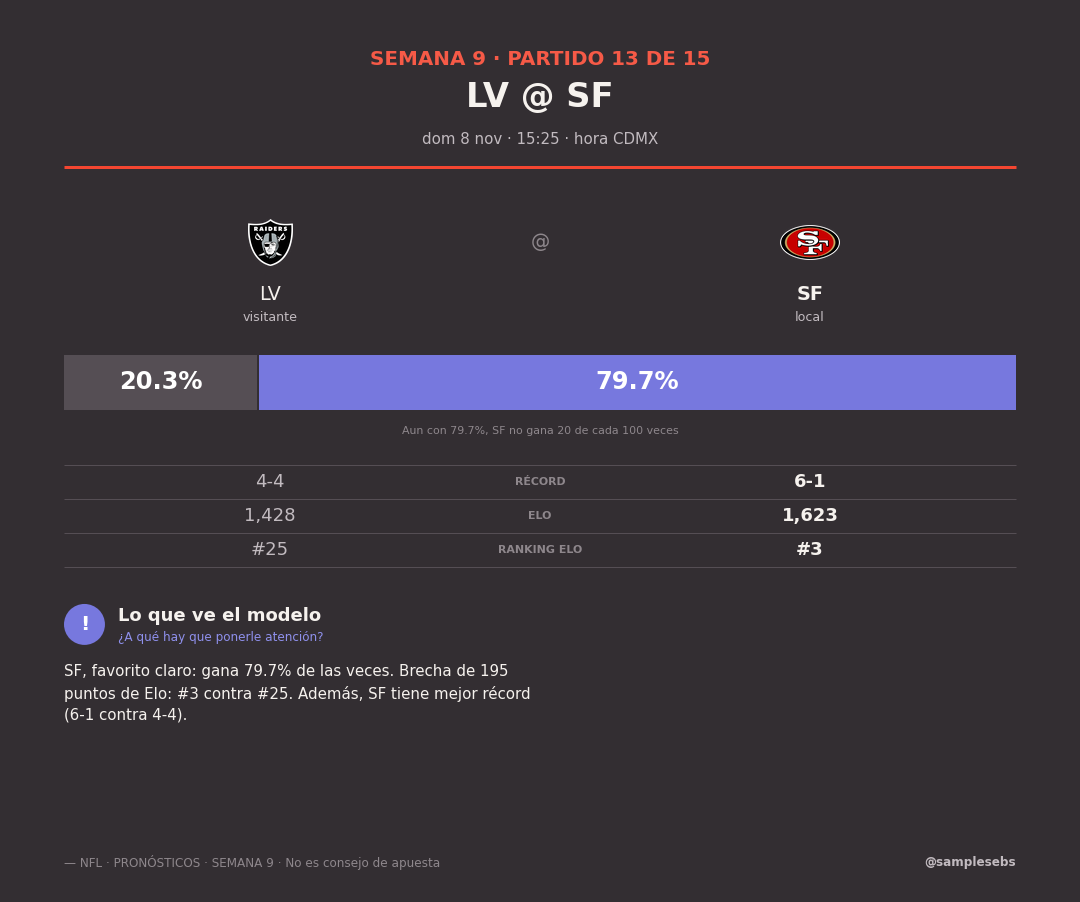 SEMANA 9 · PARTIDO 13 DE 15
LV @ SF
dom 8 nov · 15:25 · hora CDMX
RAIDERS
@
SF
LV
SF
visitante
local
20.3%
79.7%
Aun con 79.7%, SF no gana 20 de cada 100 veces
4-4
RÉCORD
6-1
1,428
ELO
1,623
#25
RANKING ELO
#3
!
Lo que ve el modelo
¿A qué hay que ponerle atención?
SF, favorito claro: gana 79.7% de las veces. Brecha de 195
puntos de Elo: #3 contra #25. Además, SF tiene mejor récord
(6-1 contra 4-4).
— NFL · PRONÓSTICOS · SEMANA 9 · No es consejo de apuesta
@samplesebs